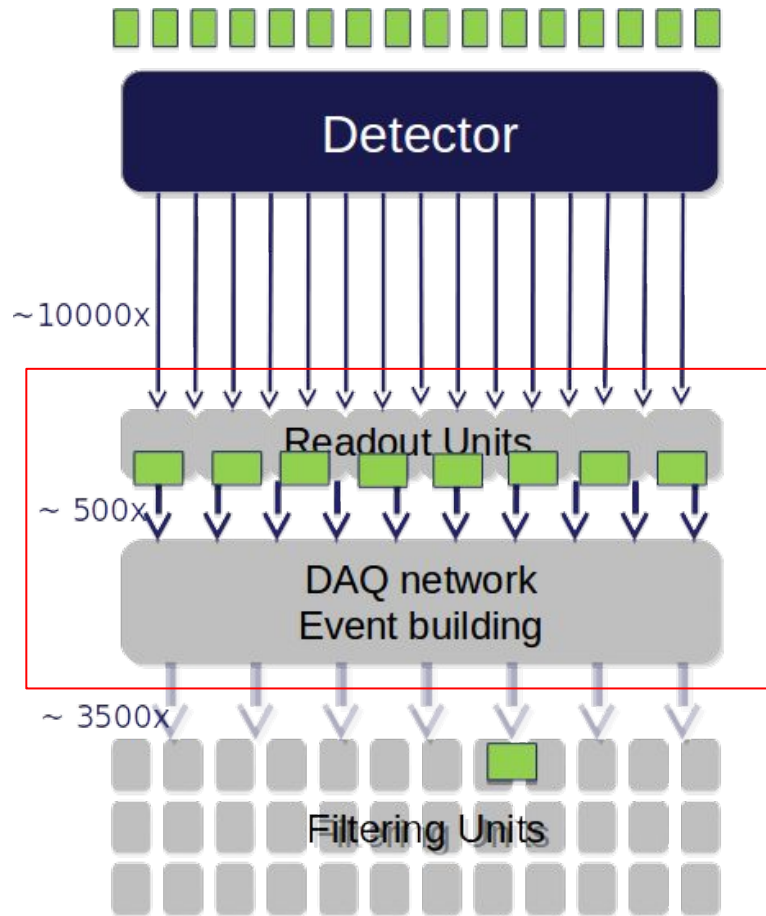 Detector
~10000x
Readout Units
~ 500x
DAQ network
Event building
~ 3500x
Filtering Units